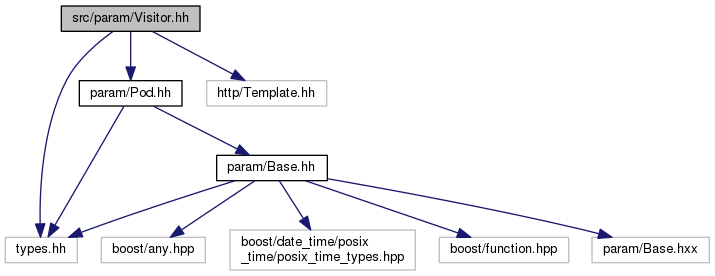 src/param/Visitor.hh
param/Pod.hh
http/Template.hh
param/Base.hh
types.hh
boost/any.hpp
boost/date_time/posix
_time/posix_time_types.hpp
boost/function.hpp
param/Base.hxx